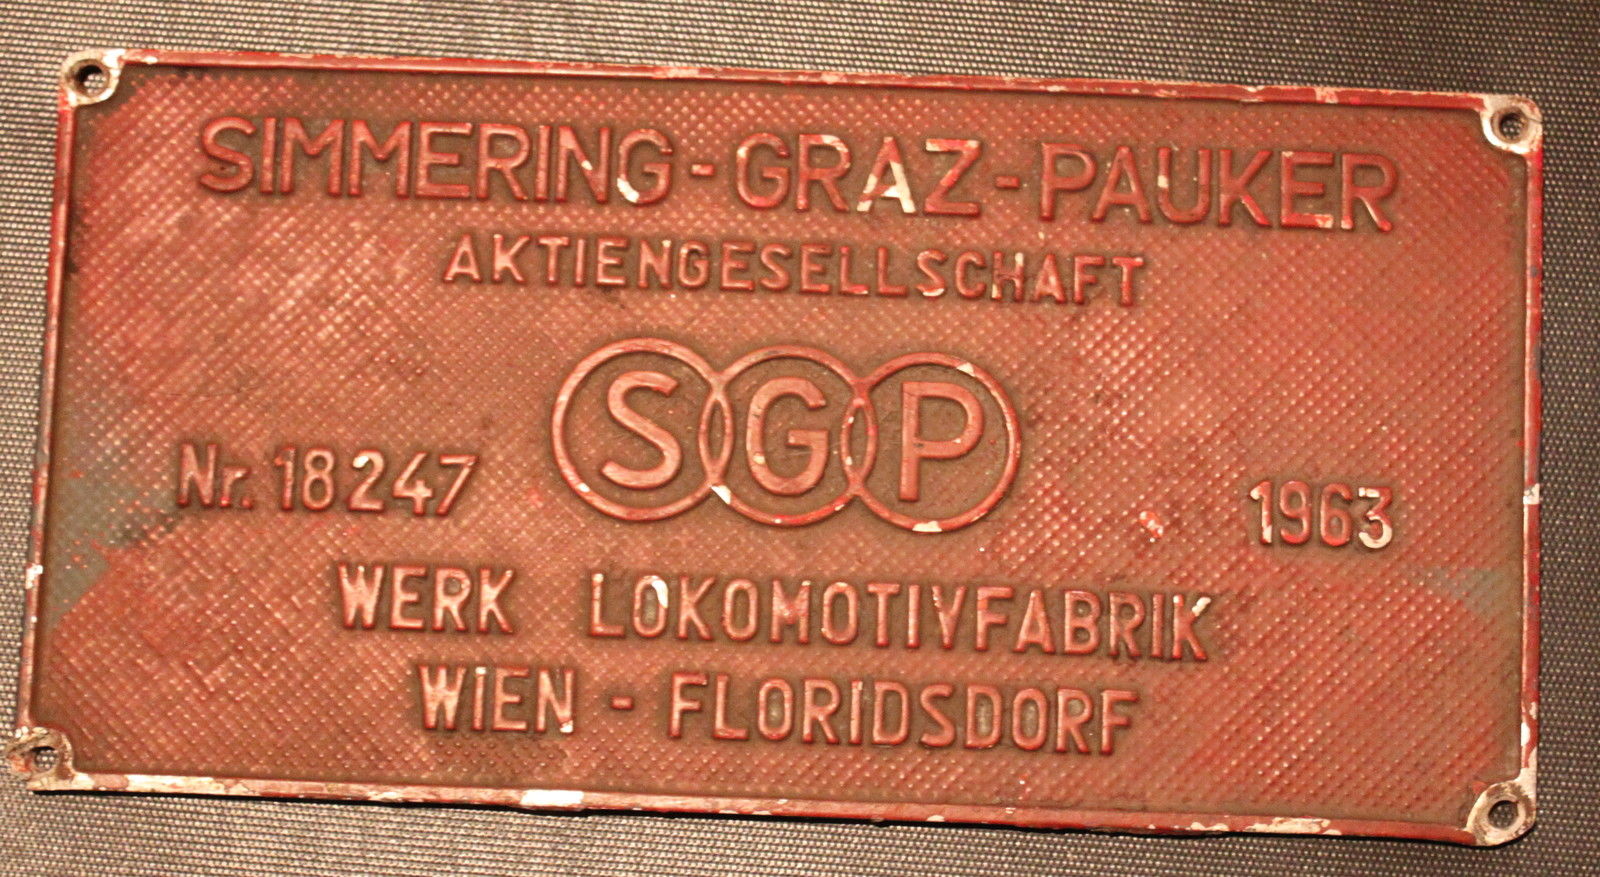 SIMMERING-GRAZ-PAUKER
AKTIENGESELLSCHAFT
SGP
Nr. 18247 1963
WERK LOKOMOTIVFABRIK
WIEN - FLORIDSDORF